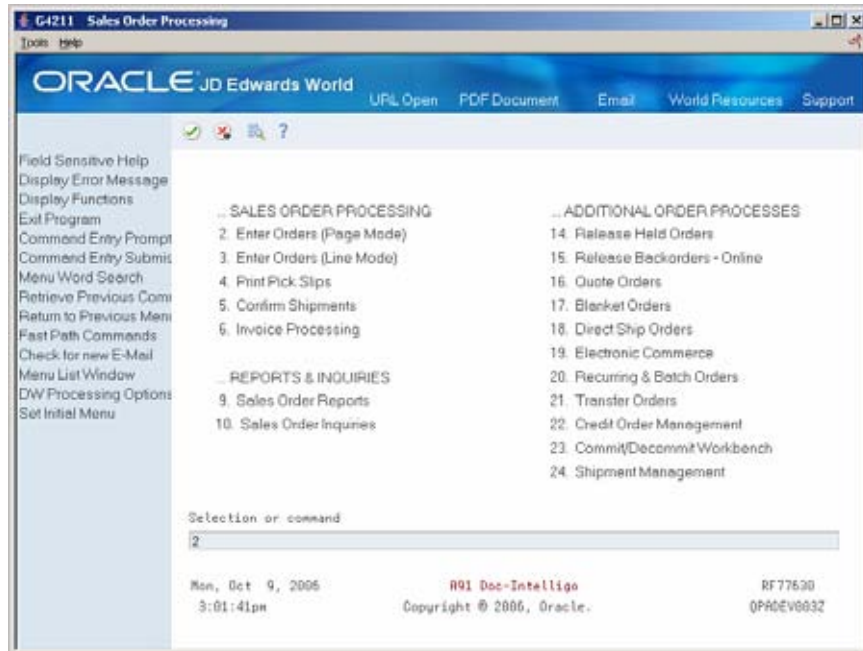 G4211 Sales Order Processing
Tools Help
ORACLE JD Edwards World
URL Open PDF Document Email World Resources Support
Field Sensitive Help
Display Error Message
Display Functions
Exit Program
Command Entry Prompt
Command Entry Submis
Menu Word Search
Retrieve Previous Comm
Return to Previous Menu
Fast Path Commands
Check for new E-Mail
Menu List Window
DW Processing Options
Set Initial Menu
... SALES ORDER PROCESSING
2. Enter Orders (Page Mode)
3. Enter Orders (Line Mode)
4. Print Pick Slips
5. Confirm Shipments
6. Invoice Processing
... REPORTS & INQUIRIES
9. Sales Order Reports
10. Sales Order Inquiries
... ADDITIONAL ORDER PROCESSES
14. Release Held Orders
15. Release Backorders - Online
16. Quote Orders
17. Blanket Orders
18. Direct Ship Orders
19. Electronic Commerce
20. Recurring & Batch Orders
21. Transfer Orders
22. Credit Order Management
23. Commit/Decommit Workbench
24. Shipment Management
Selection or command
2
Mon, Oct 9, 2006 A91 Doc-Intelligo RF77630
3:01:41pm Copyright © 2006, Oracle. QPADEV003Z